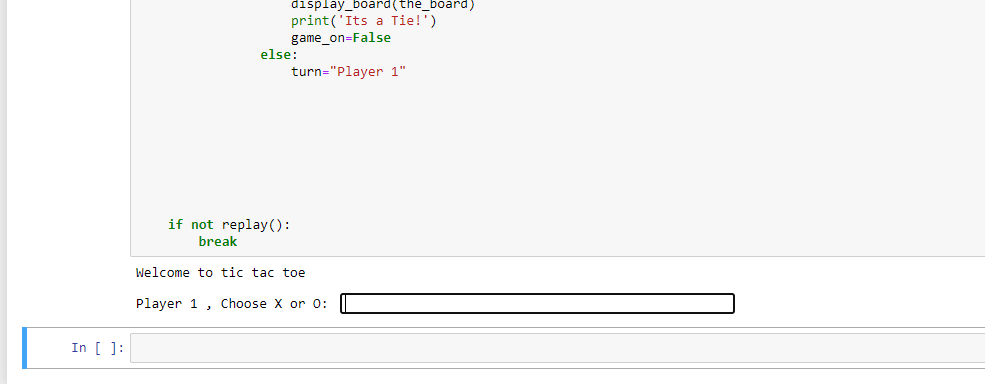 display_board(the_board)
print('Its a Tie!')
game_on=False
else:
turn="Player 1"
if not replay():
break
Welcome to tic tac toe
Player 1 , Choose X or O:
In [ ]: